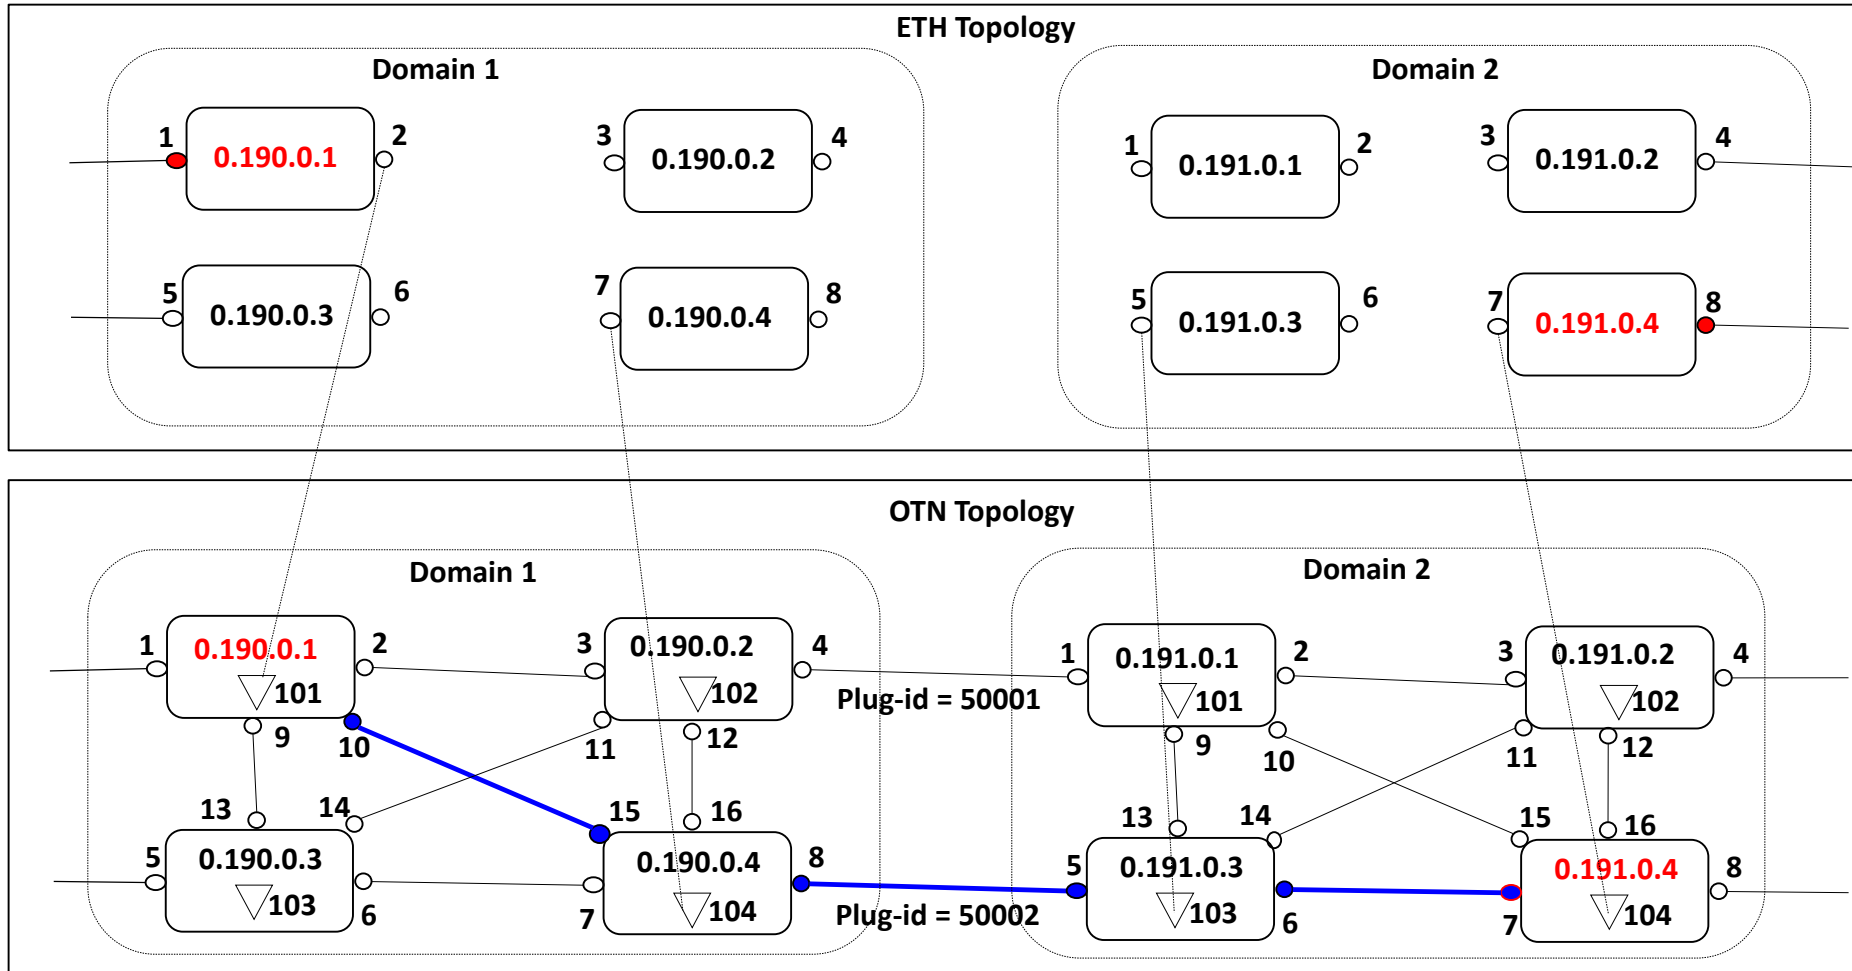 ETH Topology
Domain 1
Domain 2
1 0.190.0.1 2
3 0.190.0.2 4
1 0.191.0.1 2
3 0.191.0.2 4
5 0.190.0.3 6
7 0.190.0.4 8
5 0.191.0.3 6
7 0.191.0.4 8
OTN Topology
Domain 1
Domain 2
1 0.190.0.1 2
101
9
10
3 0.190.0.2 4
102
11
12
Plug-id = 50001
1 0.191.0.1 2
101
9
10
3 0.191.0.2 4
102
11
12
13
14
5 0.190.0.3
103
6
15
16
0.190.0.4 8
7
104
Plug-id = 50002
13
14
5 0.191.0.3
103
6
15
16
0.191.0.4 8
7
104